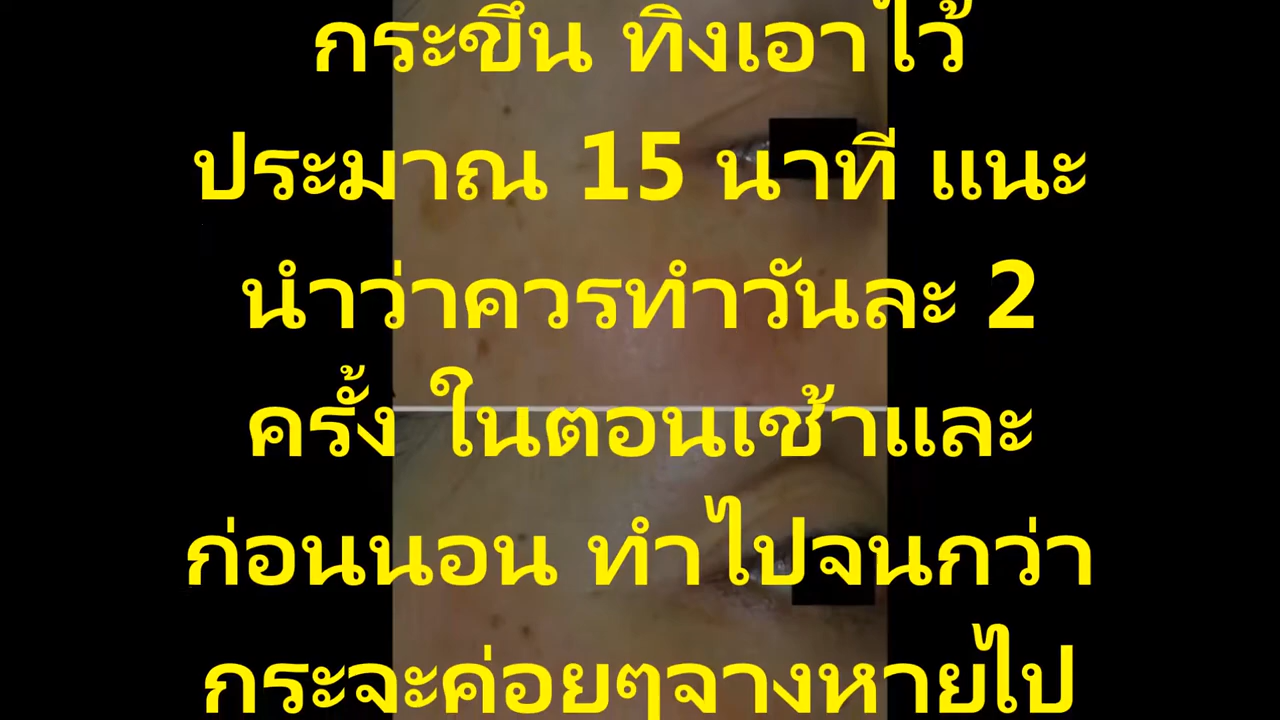 กระขึ้น ทิ้งเอาไว้
ประมาณ 15 นาที แนะ
นำว่าควรทำวันละ 2
ครั้ง ในตอนเช้าและ
ก่อนนอน ทำไปจนกว่า
กระจะค่อยๆจางหายไป